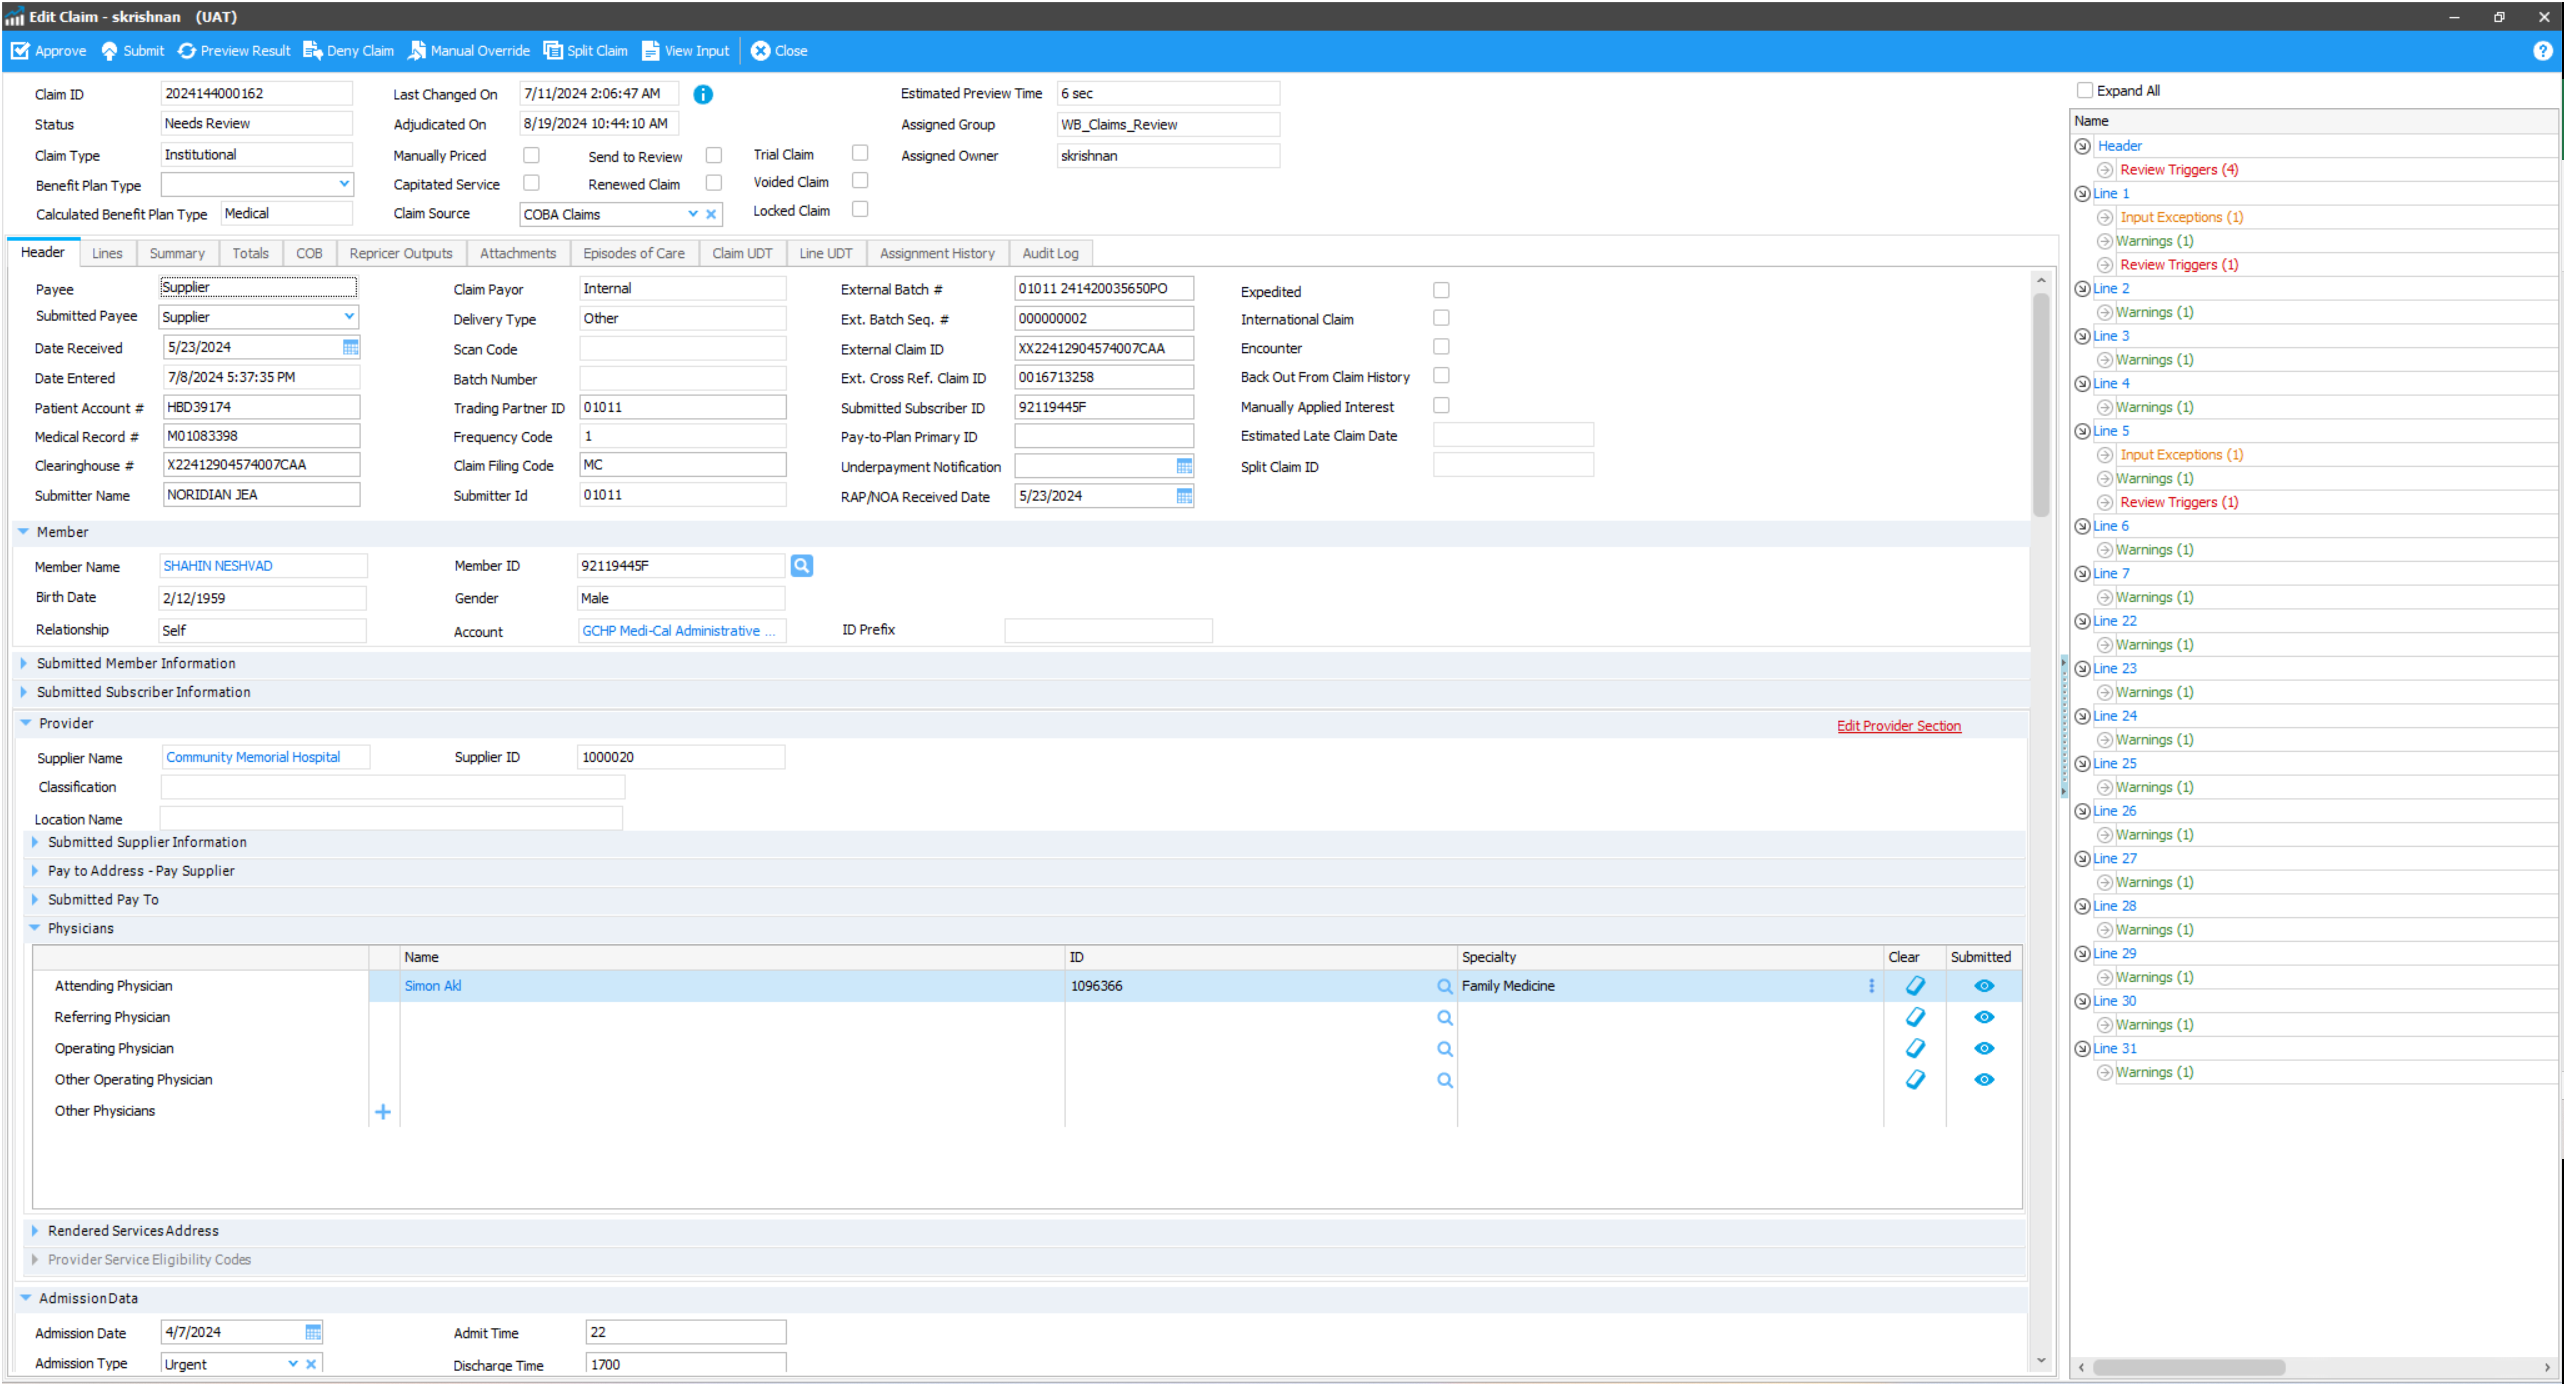 Edit Claim - skrishnan (UAT)
Approve Submit Preview Result Deny Claim Manual Override Split Claim View Input Close
Claim ID 2024144000162 Last Changed On 7/11/2024 2:06:47 AM Estimated Preview Time 6 sec
Status Needs Review Adjudicated On 8/19/2024 10:44:10 AM Assigned Group WB_Claims_Review
Claim Type Institutional Manually Priced Send to Review Trial Claim Assigned Owner skrishnan
Benefit Plan Type Capitated Service Renewed Claim Voided Claim
Calculated Benefit Plan Type Medical Claim Source COBA Claims Locked Claim
Header Lines Summary Totals COB Repricer Outputs Attachments Episodes of Care Claim UDT Line UDT Assignment History Audit Log
Payee Supplier Claim Payor Internal External Batch # 01011 241420035650PO Expedited
Submitted Payee Supplier Delivery Type Other Ext. Batch Seq. # 000000002 International Claim
Date Received 5/23/2024 Scan Code External Claim ID XX22412904574007CAA Encounter
Date Entered 7/8/2024 5:37:35 PM Batch Number Ext. Cross Ref. Claim ID 0016713258 Back Out From Claim History
Patient Account # HBD39174 Trading Partner ID 01011 Submitted Subscriber ID 92119445F Manually Applied Interest
Medical Record # M01083398 Frequency Code 1 Pay-to-Plan Primary ID Estimated Late Claim Date
Clearinghouse # X22412904574007CAA Claim Filing Code MC Underpayment Notification Split Claim ID
Submitter Name NORIDIAN JEA Submitter Id 01011 RAP/NOA Received Date 5/23/2024
Member
Member Name SHAHIN NESHVAD Member ID 92119445F
Birth Date 2/12/1959 Gender Male
Relationship Self Account GCHP Medi-Cal Administrative ... ID Prefix
Submitted Member Information
Submitted Subscriber Information
Provider Edit Provider Section
Supplier Name Community Memorial Hospital Supplier ID 1000020
Classification
Location Name
Submitted Supplier Information
Pay to Address - Pay Supplier
Submitted Pay To
Physicians
Name ID Specialty Clear Submitted
Attending Physician Simon Akl 1096366 Family Medicine
Referring Physician
Operating Physician
Other Operating Physician
Other Physicians
Rendered Services Address
Provider Service Eligibility Codes
Admission Data
Admission Date 4/7/2024 Admit Time 22
Admission Type Urgent Discharge Time 1700
Expand All
Name
Header
Review Triggers (4)
Line 1
Input Exceptions (1)
Warnings (1)
Review Triggers (1)
Line 2
Warnings (1)
Line 3
Warnings (1)
Line 4
Warnings (1)
Line 5
Input Exceptions (1)
Warnings (1)
Review Triggers (1)
Line 6
Warnings (1)
Line 7
Warnings (1)
Line 22
Warnings (1)
Line 23
Warnings (1)
Line 24
Warnings (1)
Line 25
Warnings (1)
Line 26
Warnings (1)
Line 27
Warnings (1)
Line 28
Warnings (1)
Line 29
Warnings (1)
Line 30
Warnings (1)
Line 31
Warnings (1)